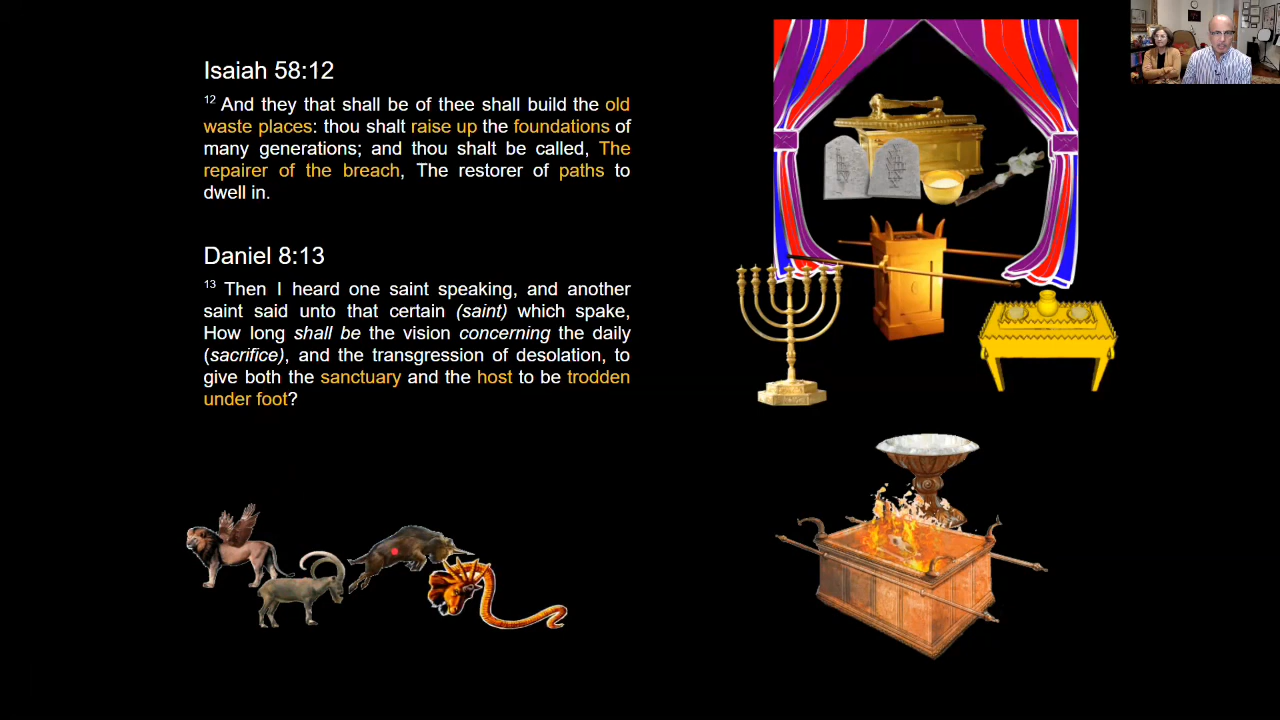 Isaiah 58:12
12 And they that shall be of thee shall build the old
waste places: thou shalt raise up the foundations of
many generations; and thou shalt be called, The
repairer of the breach, The restorer of paths to
dwell in.
Daniel 8:13
13 Then I heard one saint speaking, and another
saint said unto that certain (saint) which spake,
How long shall be the vision concerning the daily
(sacrifice), and the transgression of desolation, to
give both the sanctuary and the host to be trodden
under foot?